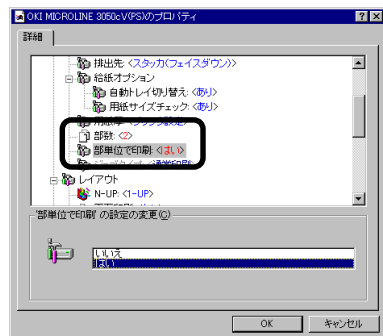 OKI MICROLINE 3050cV(PS)のプロパティ
詳細
排出先: <スタッカ(フェイスダウン)>
給紙オプション
自動トレイ切り替え: <あり>
用紙サイズチェック: <あり>
部数: <2>
部単位で印刷: <はい>
レイアウト
N-UP: <1-UP>
'部単位で印刷' の設定の変更(C)
いいえ
はい
OK
キャンセル